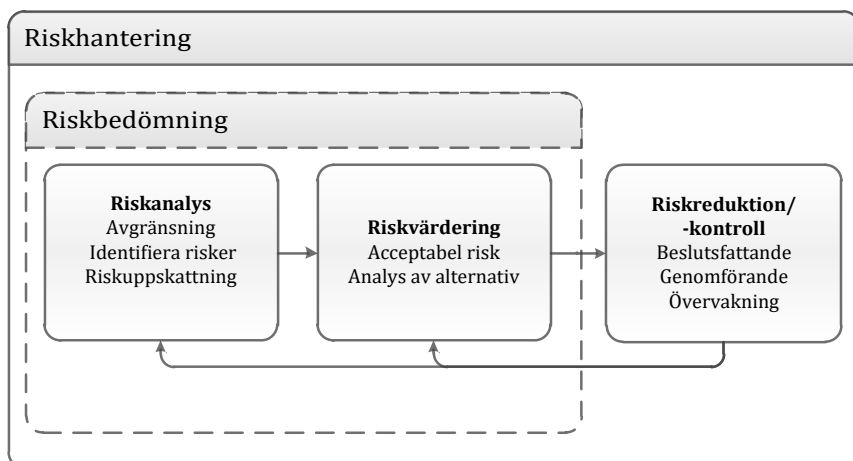 Riskhantering
Riskbedömning
Riskanalys
Avgränsning
Identifiera risker
Riskuppskattning
Riskvärdering
Acceptabel risk
Analys av alternativ
Riskreduktion/
-kontroll
Beslutsfattande
Genomförande
Övervakning